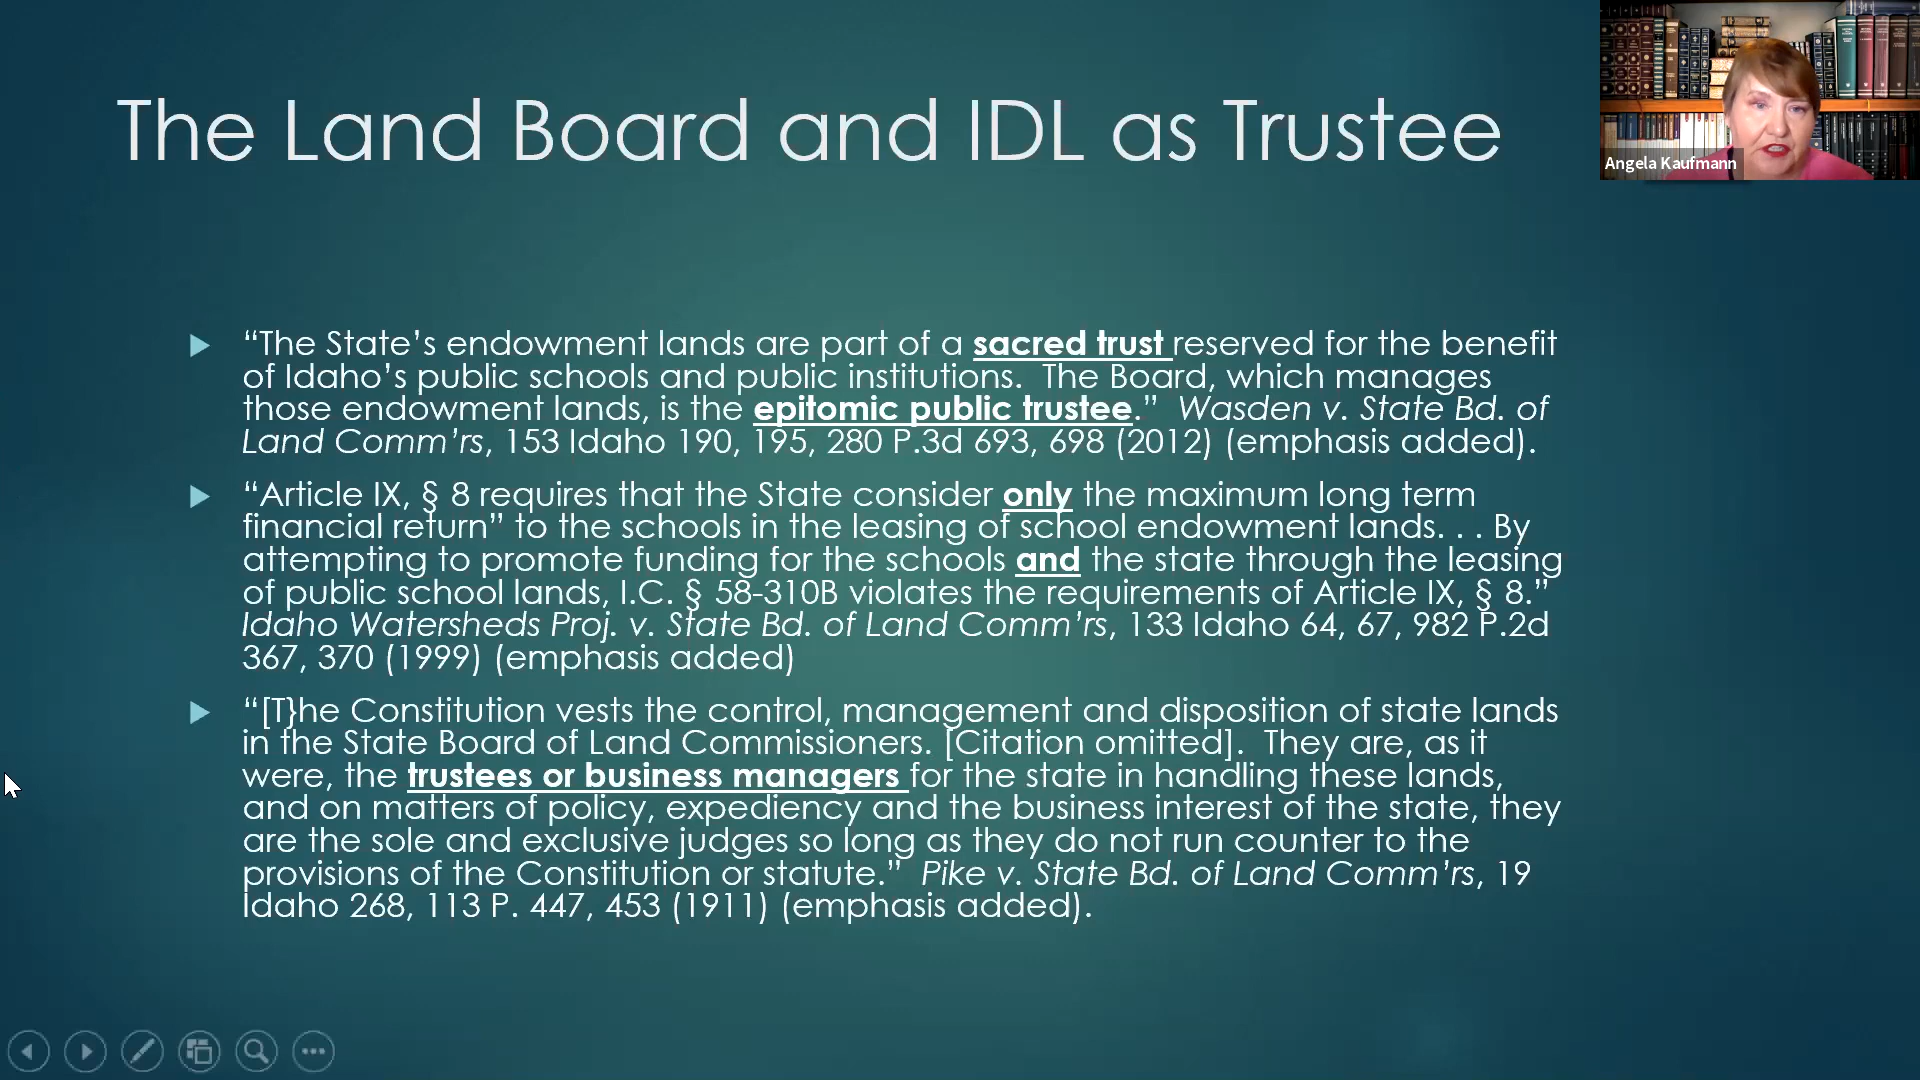 The Land Board and IDL as Trustee
Angela Kaufmann
“The State’s endowment lands are part of a sacred trust reserved for the benefit
of Idaho’s public schools and public institutions.  The Board, which manages
those endowment lands, is the epitomic public trustee.”  Wasden v. State Bd. of
Land Comm’rs, 153 Idaho 190, 195, 280 P.3d 693, 698 (2012) (emphasis added).
“Article IX, § 8 requires that the State consider only the maximum long term
financial return” to the schools in the leasing of school endowment lands. . . By
attempting to promote funding for the schools and the state through the leasing
of public school lands, I.C. § 58-310B violates the requirements of Article IX, § 8.”
Idaho Watersheds Proj. v. State Bd. of Land Comm’rs, 133 Idaho 64, 67, 982 P.2d
367, 370 (1999) (emphasis added)
“[T}he Constitution vests the control, management and disposition of state lands
in the State Board of Land Commissioners. [Citation omitted].  They are, as it
were, the trustees or business managers for the state in handling these lands,
and on matters of policy, expediency and the business interest of the state, they
are the sole and exclusive judges so long as they do not run counter to the
provisions of the Constitution or statute.”  Pike v. State Bd. of Land Comm’rs, 19
Idaho 268, 113 P. 447, 453 (1911) (emphasis added).